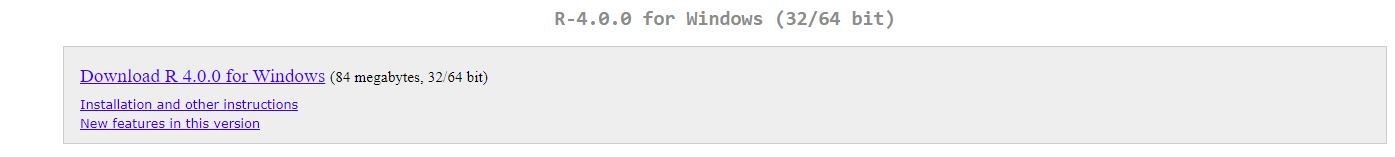 R-4.0.0 for Windows (32/64 bit)
Download R 4.0.0 for Windows (84 megabytes, 32/64 bit)
Installation and other instructions
New features in this version